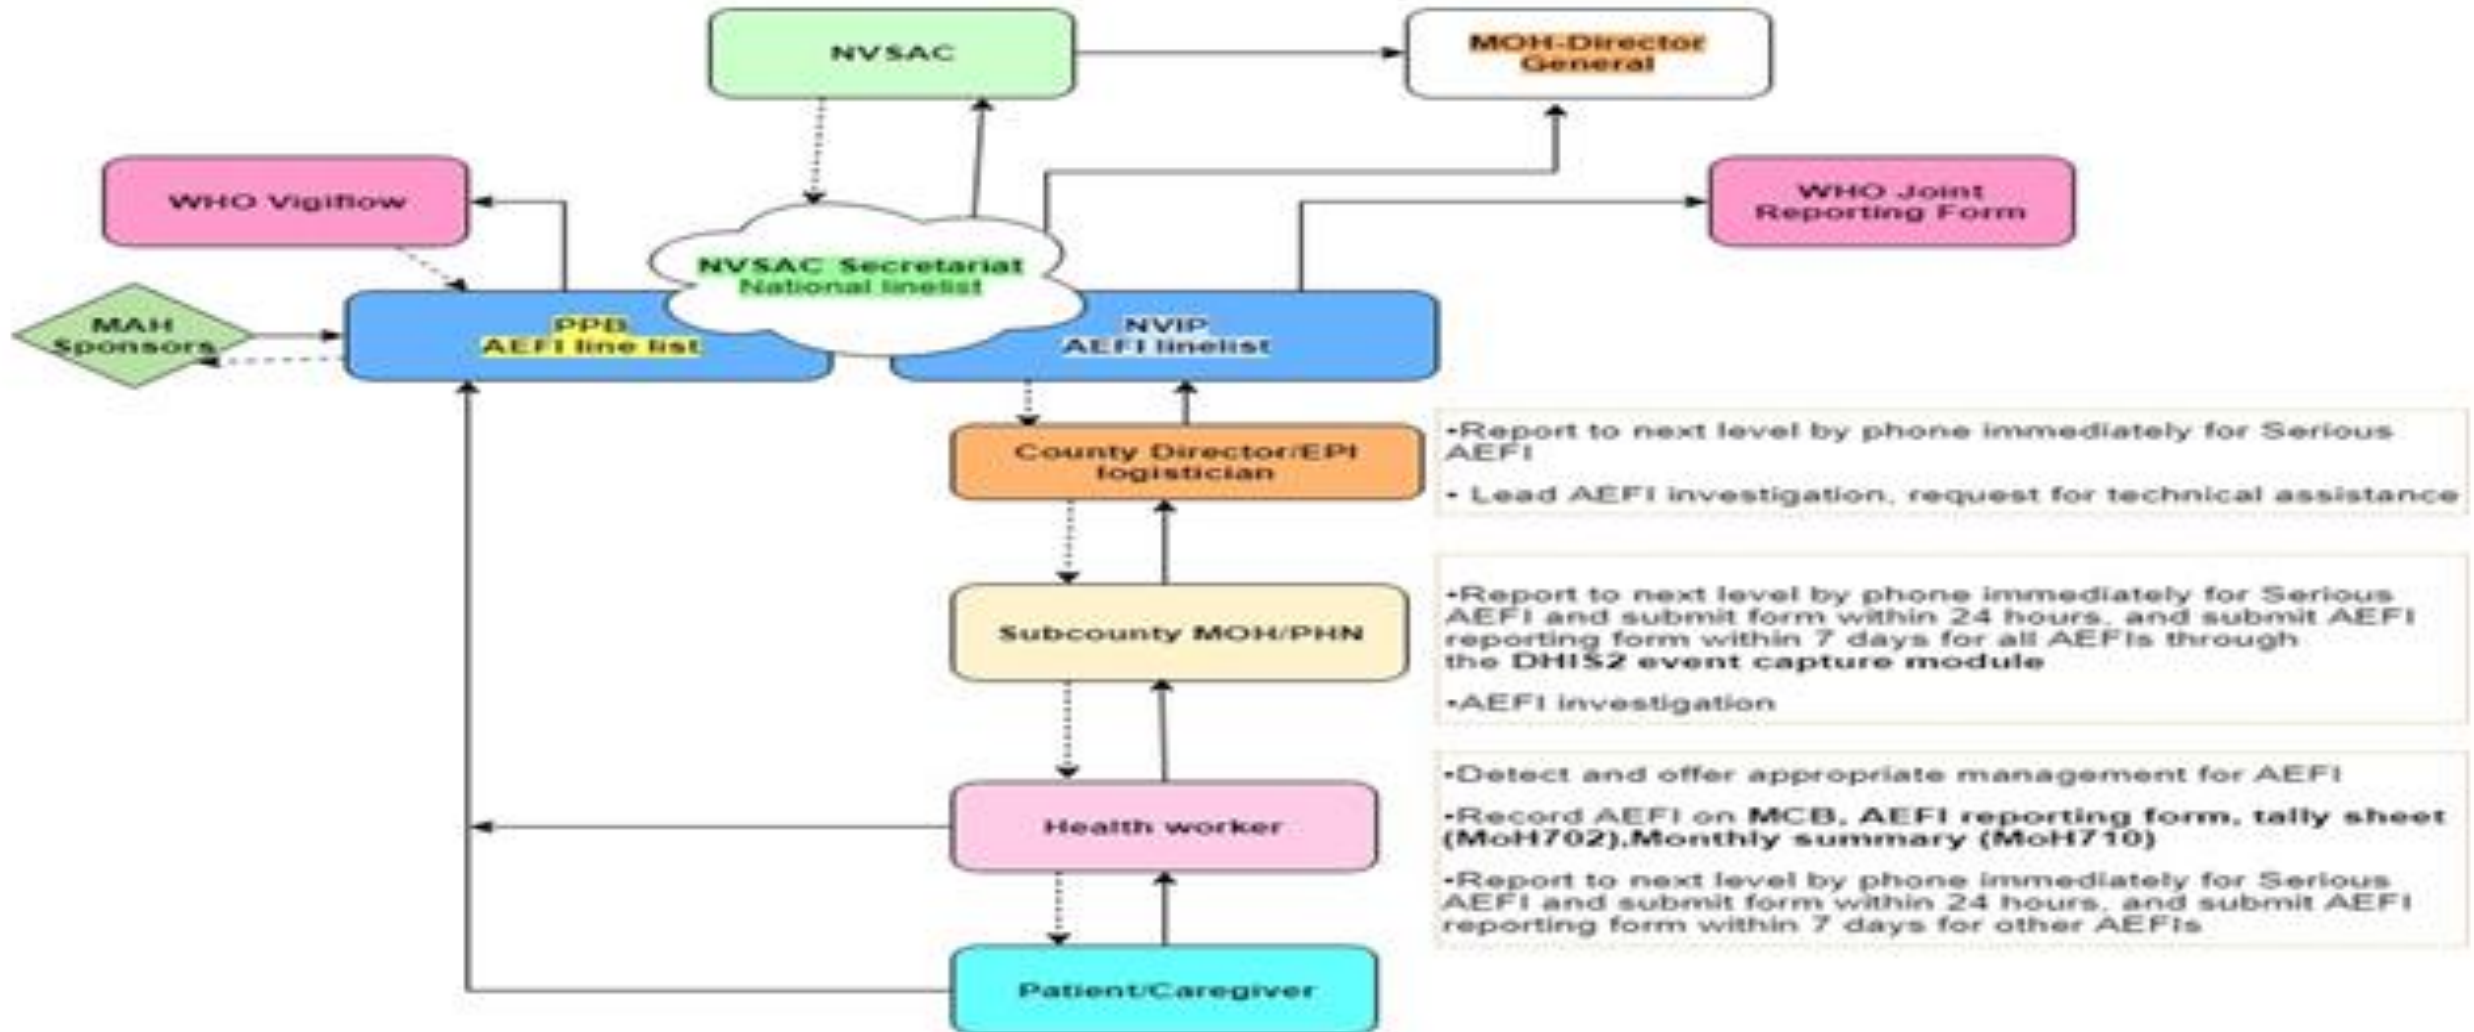 NVSAC
MOH-Director
General
WHO Vigiflow
WHO Joint
Reporting Form
NVSAC Secretariat
National linelist
MAH
Sponsors
PPB
AEFI line list
NVIP
AEFI linelist
County Director/EPI
logistician
•Report to next level by phone immediately for Serious
AEFI
• Lead AEFI investigation, request for technical assistance
Subcounty MOH/PHN
•Report to next level by phone immediately for Serious
AEFI and submit form within 24 hours, and submit AEFI
reporting form within 7 days for all AEFIs through
the DHIS2 event capture module
•AEFI investigation
Health worker
•Detect and offer appropriate management for AEFI
•Record AEFI on MCB, AEFI reporting form, tally sheet
(MoH702),Monthly summary (MoH710)
•Report to next level by phone immediately for Serious
AEFI and submit form within 24 hours, and submit AEFI
reporting form within 7 days for other AEFIs
Patient/Caregiver